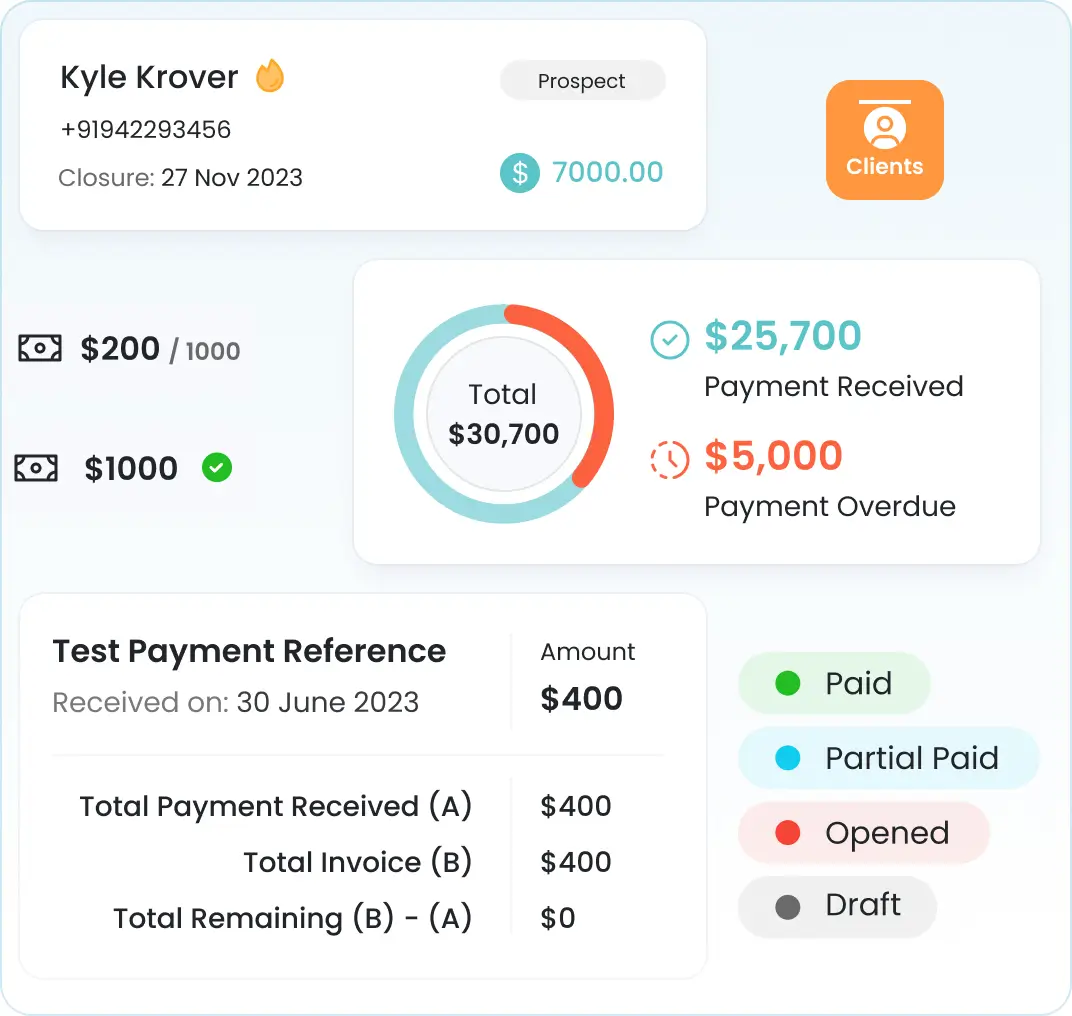 Kyle Krover
Prospect
+91942293456
Closure: 27 Nov 2023
$ 7000.00
Clients
$200 / 1000
$1000
Total
$30,700
$25,700
Payment Received
$5,000
Payment Overdue
Test Payment Reference
Received on: 30 June 2023
Amount
$400
Total Payment Received (A) $400
Total Invoice (B) $400
Total Remaining (B) - (A) $0
Paid
Partial Paid
Opened
Draft